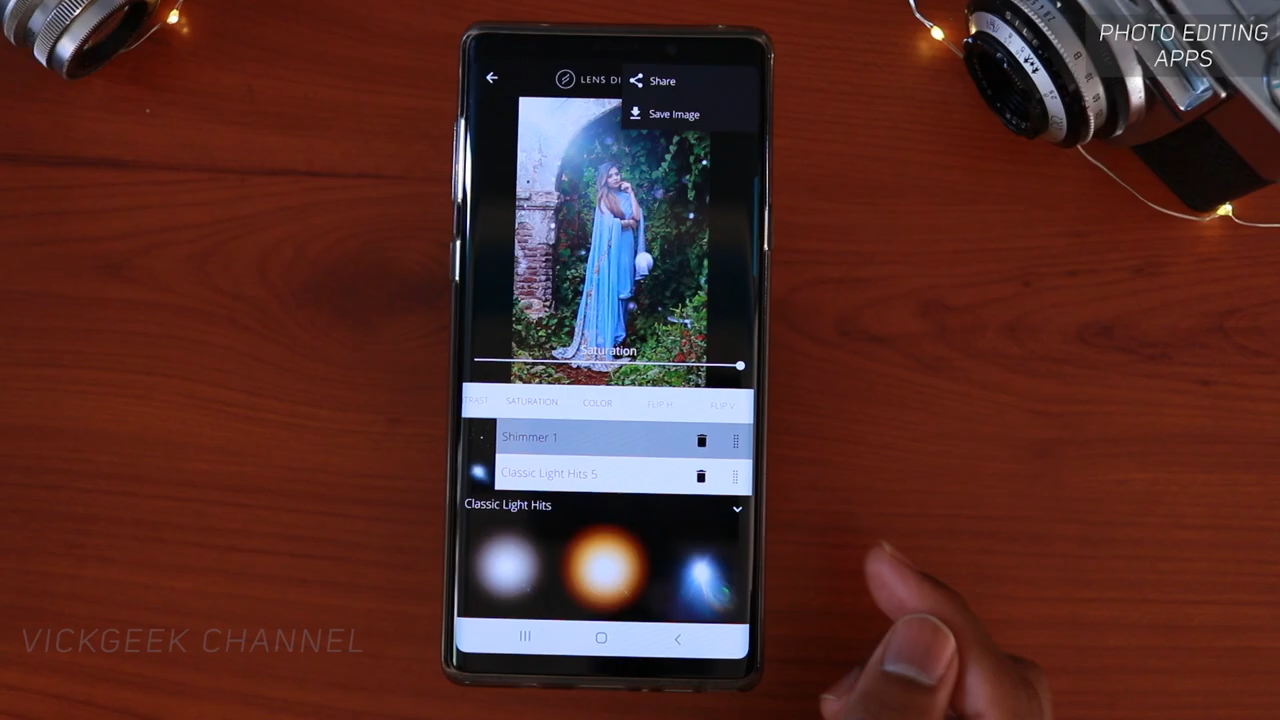 PHOTO EDITING
APPS
LENS
Share
Save Image
Saturation
SATURATION
COLOR
FLIP H
FLIP V
Shimmer 1
Classic Light Hits 5
Classic Light Hits
VICKGEEK CHANNEL